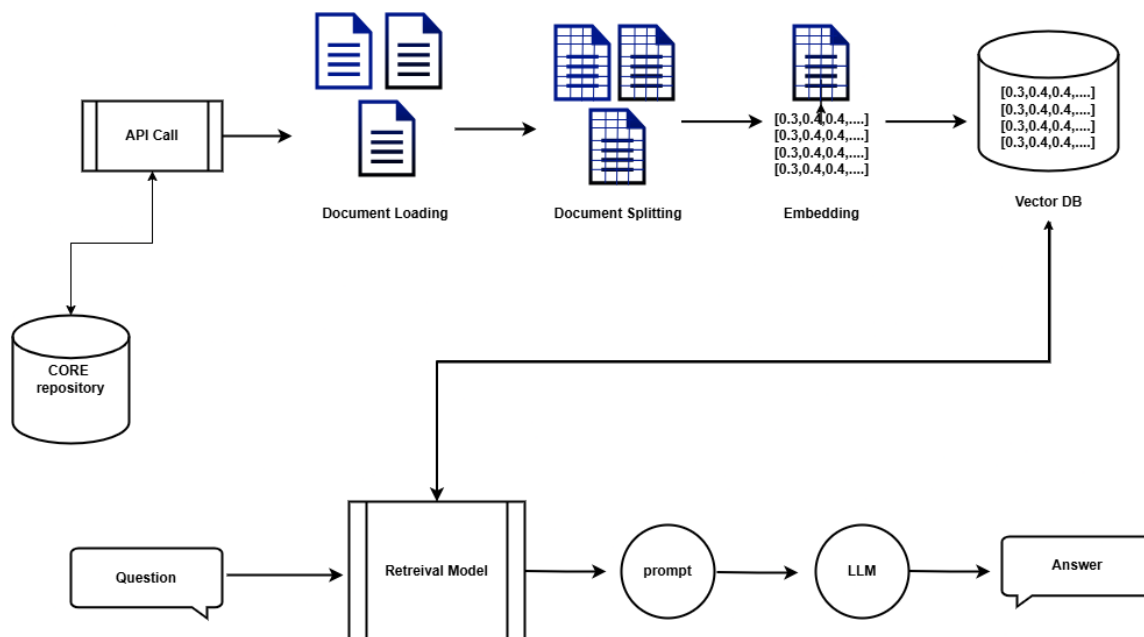 API Call
Document Loading
Document Splitting
[0.3,0.4,0.4,....]
[0.3,0.4,0.4,....]
[0.3,0.4,0.4,....]
[0.3,0.4,0.4,....]
Embedding
[0.3,0.4,0.4,....]
[0.3,0.4,0.4,....]
[0.3,0.4,0.4,....]
[0.3,0.4,0.4,....]
Vector DB
CORE
repository
Question
Retreival Model
prompt
LLM
Answer